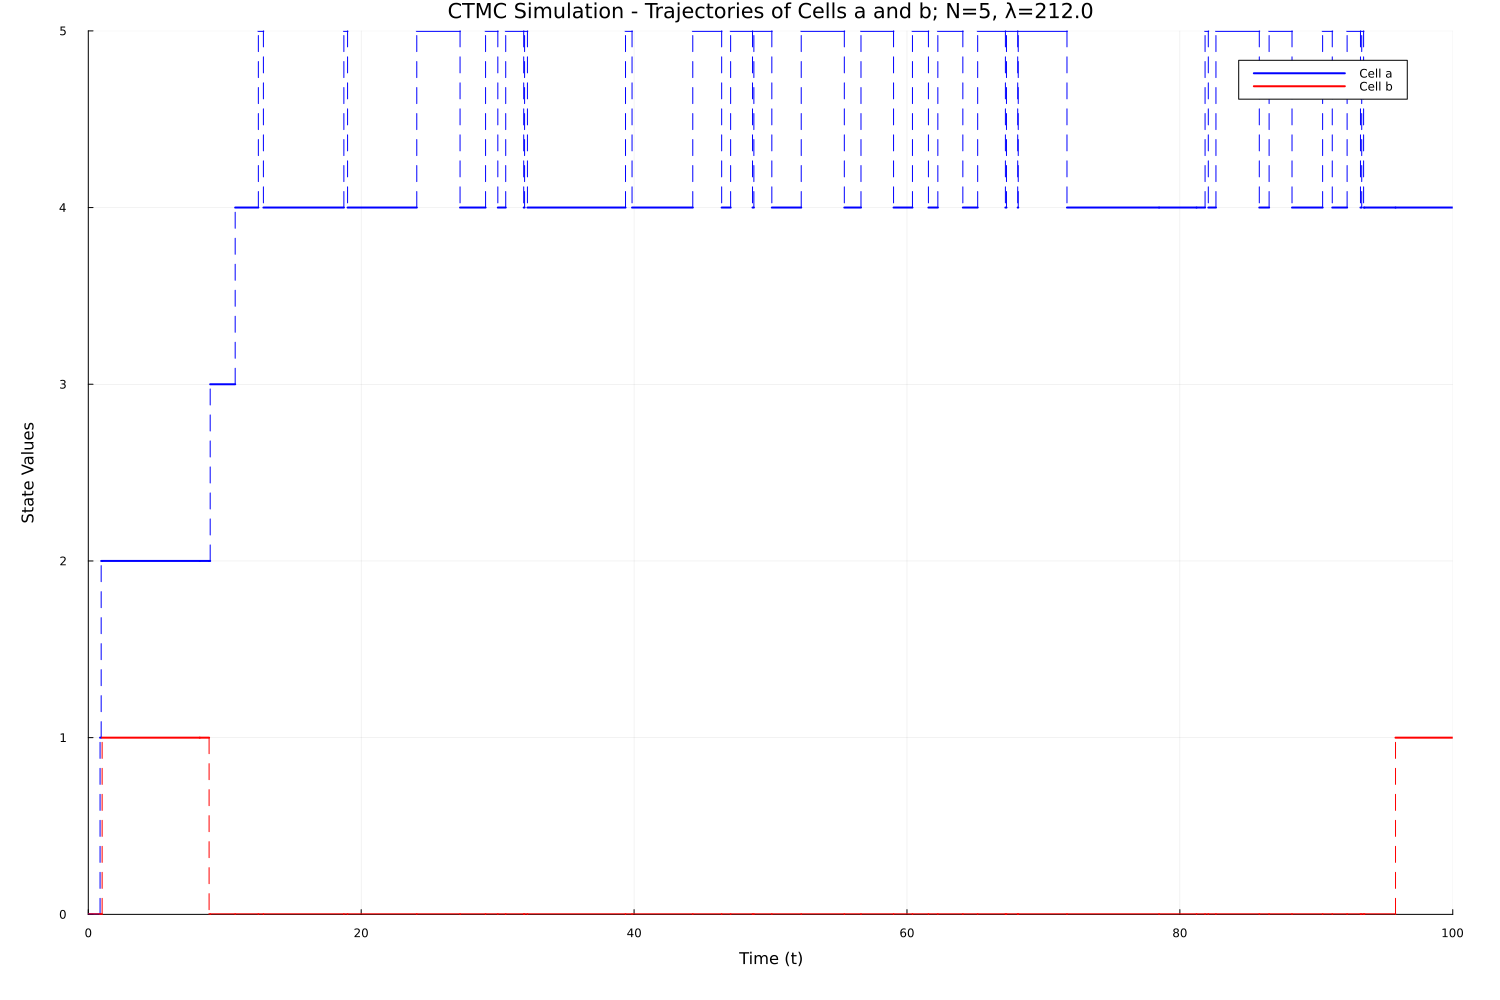 CTMC Simulation - Trajectories of Cells a and b; N=5, λ=212.0
5
4
3
2
1
0
State Values
Cell a
Cell b
0 20 40 60 80 100
Time (t)